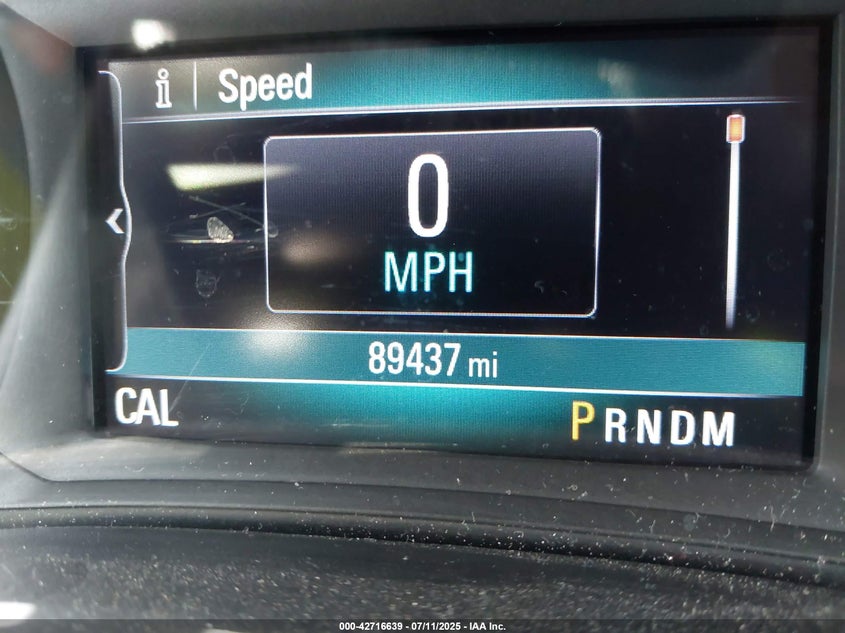 i Speed
0
MPH
89437 mi
CAL
PRNDM
000-42716639 - 07/11/2025 - IAA Inc.